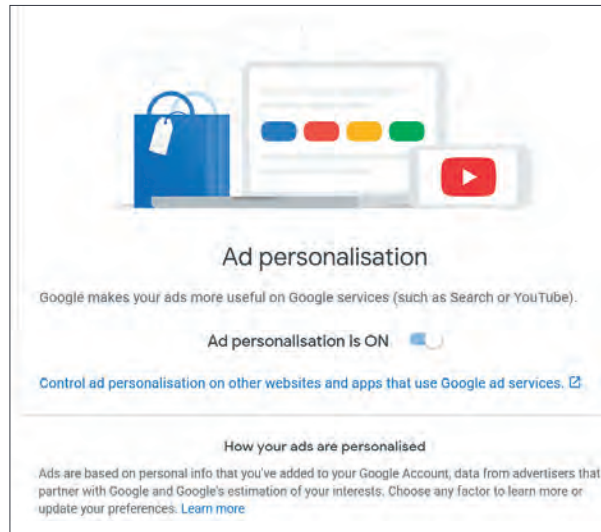 Ad personalisation
Google makes your ads more useful on Google services (such as Search or YouTube).
Ad personalisation is ON
Control ad personalisation on other websites and apps that use Google ad services.
How your ads are personalised
Ads are based on personal info that you've added to your Google Account, data from advertisers that
partner with Google and Google's estimation of your interests. Choose any factor to learn more or
update your preferences. Learn more